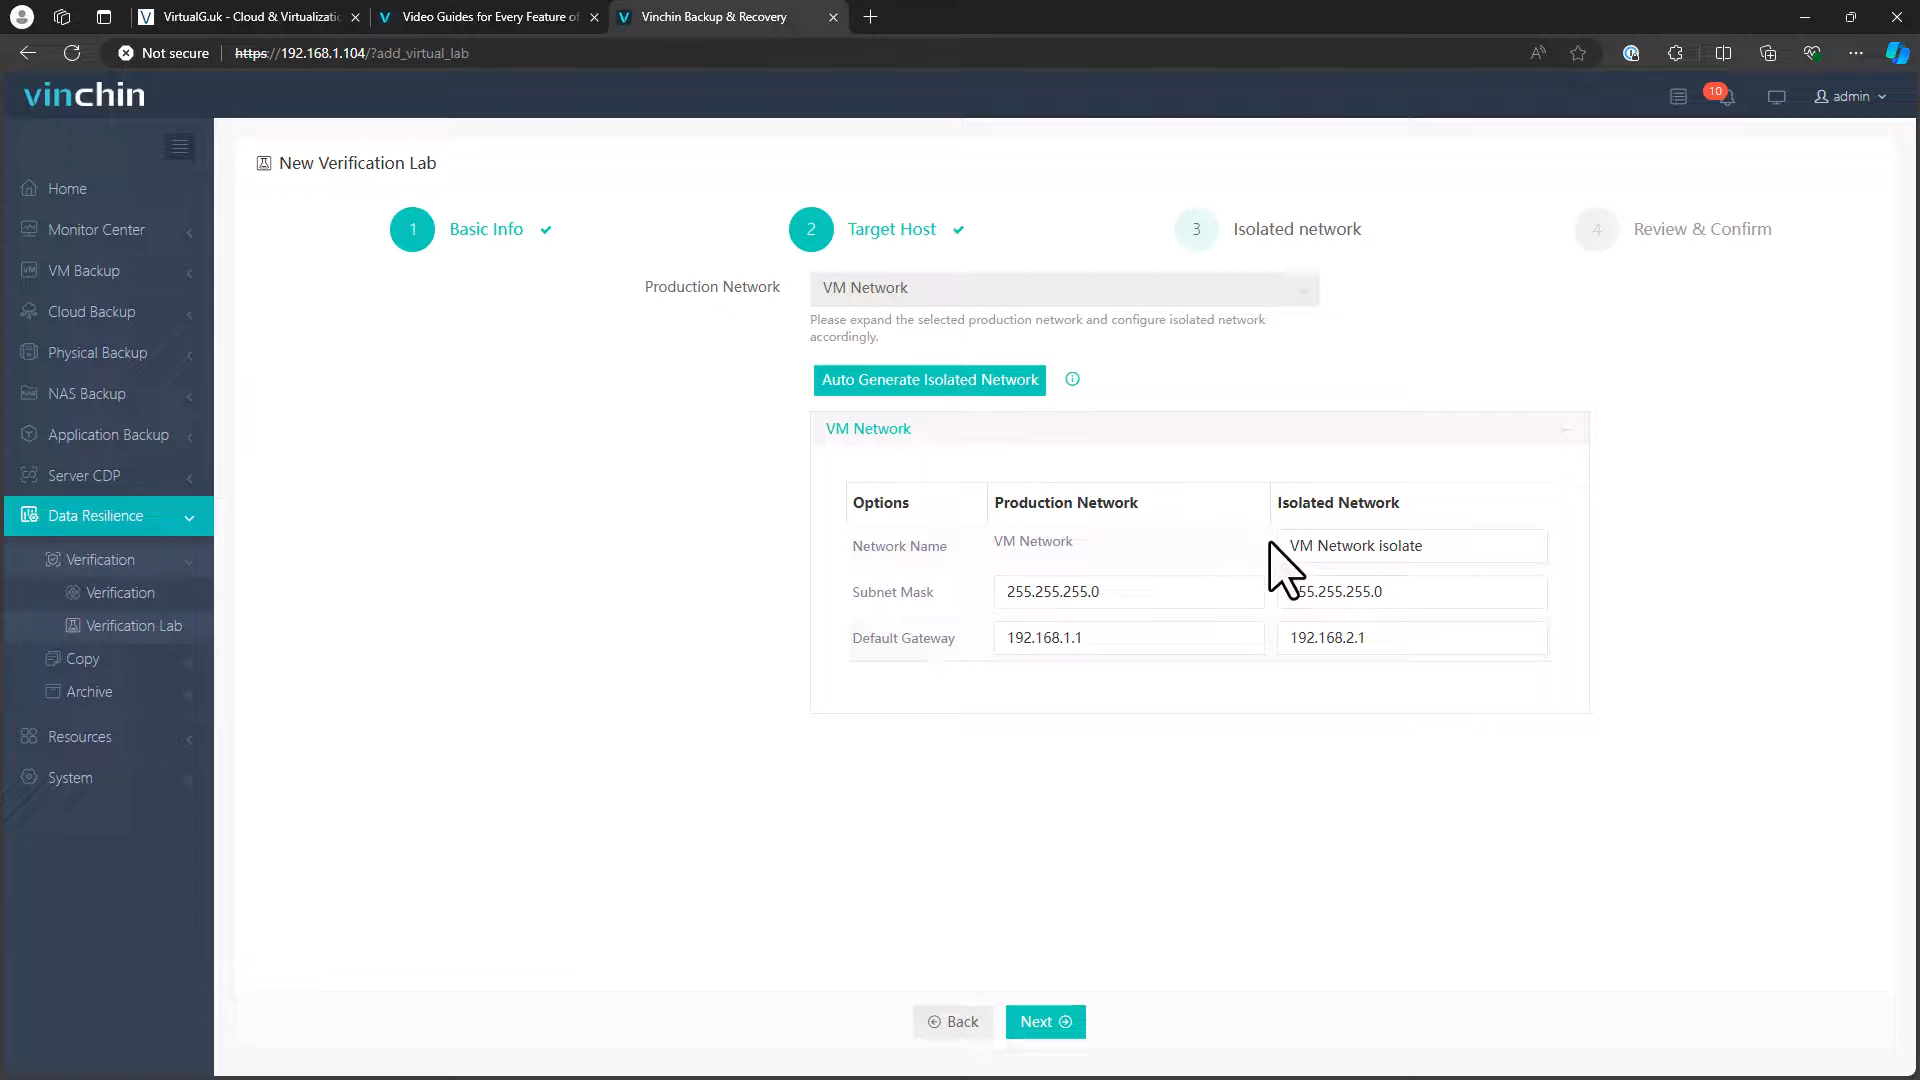 VirtualG.uk - Cloud & Virtualizati
Video Guides for Every Feature of
Vinchin Backup & Recovery
Not secure
https://192.168.1.104/?add_virtual_lab
vinchin
10
admin
New Verification Lab
Home
Monitor Center
VM Backup
Cloud Backup
Physical Backup
NAS Backup
Application Backup
Server CDP
Data Resilience
Verification
Verification
Verification Lab
Copy
Archive
Resources
System
1 Basic Info
2 Target Host
3 Isolated network
4 Review & Confirm
Production Network
VM Network
Please expand the selected production network and configure isolated network
accordingly.
Auto Generate Isolated Network
VM Network
Options Production Network Isolated Network
Network Name VM Network VM Network isolate
Subnet Mask 255.255.255.0 55.255.255.0
Default Gateway 192.168.1.1 192.168.2.1
Back
Next